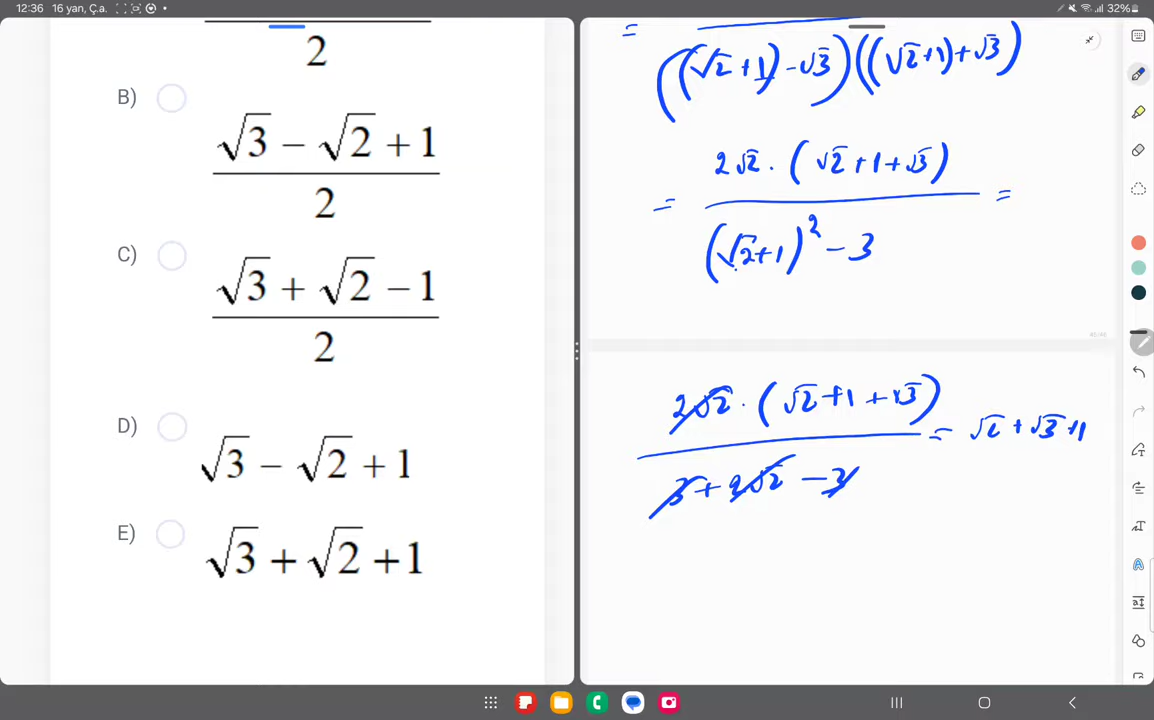 12:36 16 yan, Ç.a. 32%
2
B) (√3 − √2 + 1)/2
C) (√3 + √2 − 1)/2
D) √3 − √2 + 1
E) √3 + √2 + 1
=
((√2 + 1) − √3)((√2 + 1) + √3)
= 2√2 · (√2 + 1 + √3)
(√2 + 1)² − 3 =
2√2 · (√2 + 1 + √3)
3 + 2√2 − 3 = √2 + √3 + 1